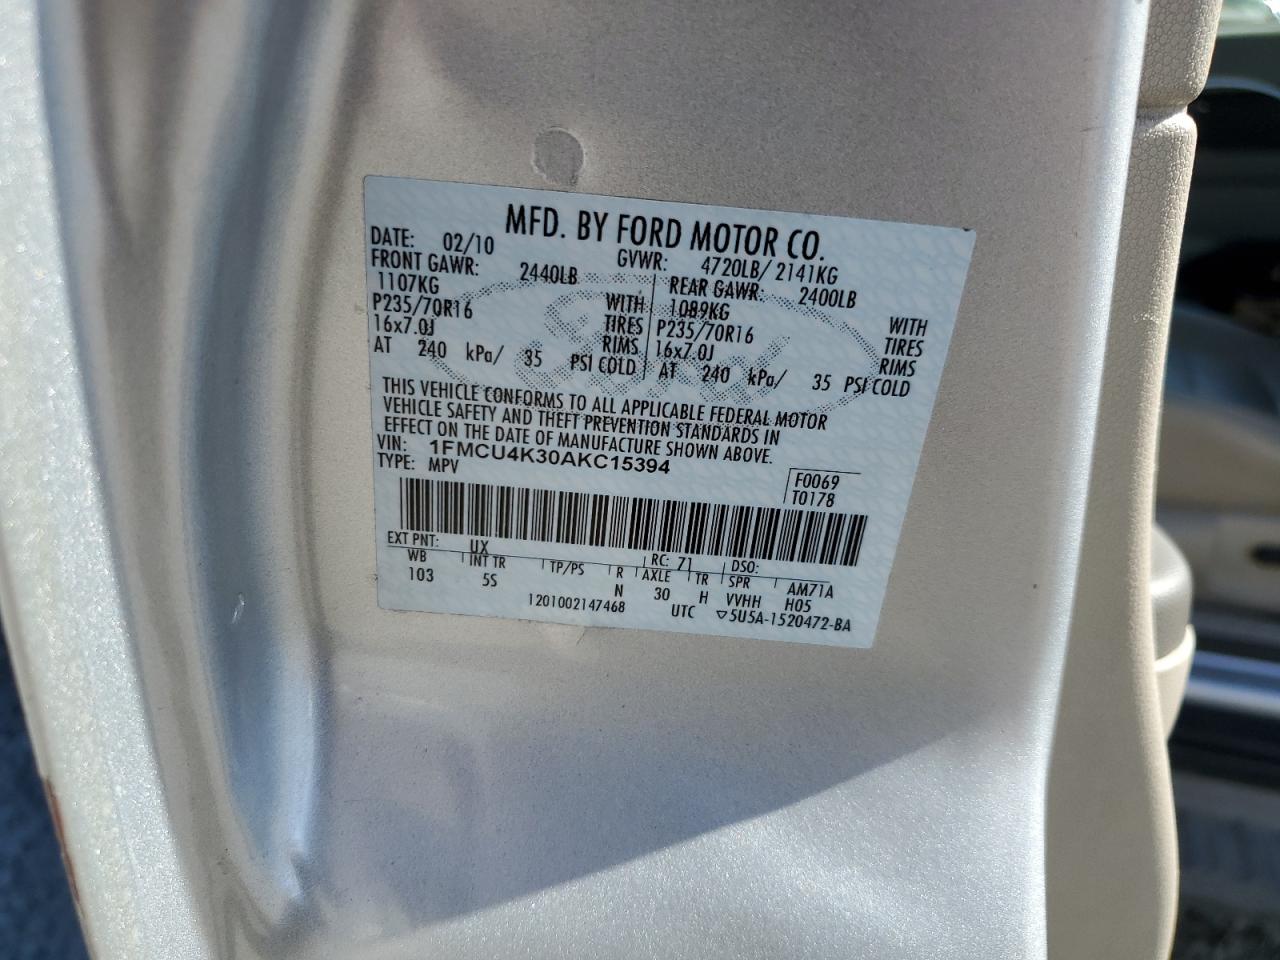 MFD. BY FORD MOTOR CO.
DATE: 02/10 GVWR: 4720LB/ 2141KG
FRONT GAWR: 2440LB REAR GAWR: 2400LB
1107KG WITH 1089KG WITH
P235/70R16 TIRES P235/70R16 TIRES
16x7.0J RIMS 16x7.0J RIMS
AT 240 kPa/ 35 PSI COLD AT 240 kPa/ 35 PSI COLD
THIS VEHICLE CONFORMS TO ALL APPLICABLE FEDERAL MOTOR
VEHICLE SAFETY AND THEFT PREVENTION STANDARDS IN
EFFECT ON THE DATE OF MANUFACTURE SHOWN ABOVE.
VIN: 1FMCU4K30AKC15394
TYPE: MPV
F0069
T0178
EXT PNT: UX RC: 71 DSO:
WB INT TR TP/PS R AXLE TR SPR AM71A
103 5S N 30 H VVHH H05
1201002147468 UTC ▽5U5A-1520472-BA
Ford